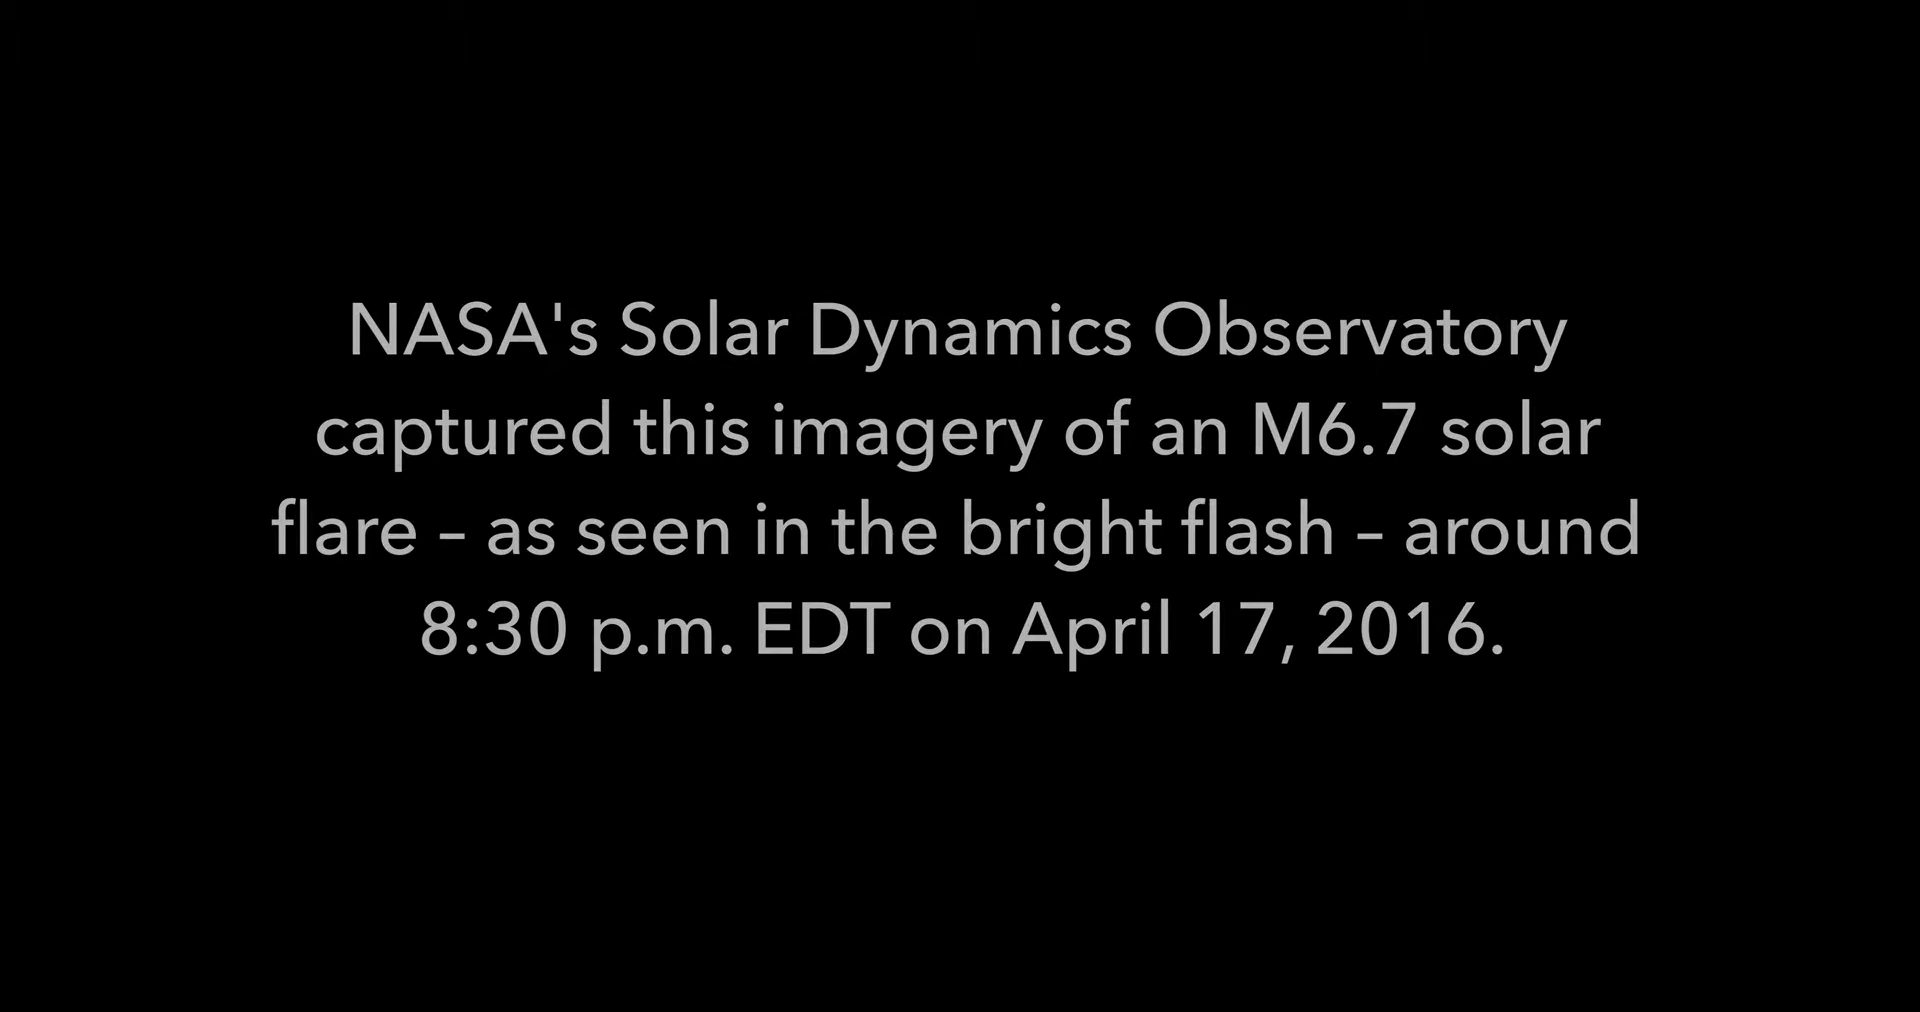 NASA's Solar Dynamics Observatory
captured this imagery of an M6.7 solar
flare – as seen in the bright flash – around
8:30 p.m. EDT on April 17, 2016.